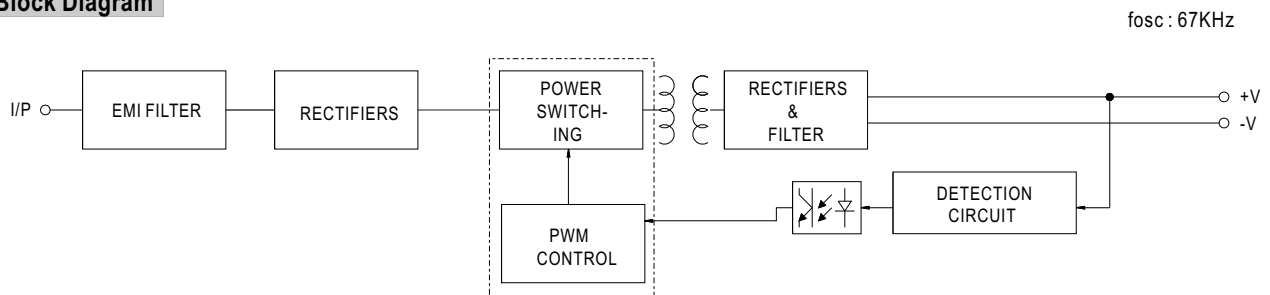 Block Diagram
fosc : 67KHz
I/P
EMI FILTER
RECTIFIERS
POWER
SWITCH-
ING
RECTIFIERS
&
FILTER
+V
-V
DETECTION
CIRCUIT
PWM
CONTROL